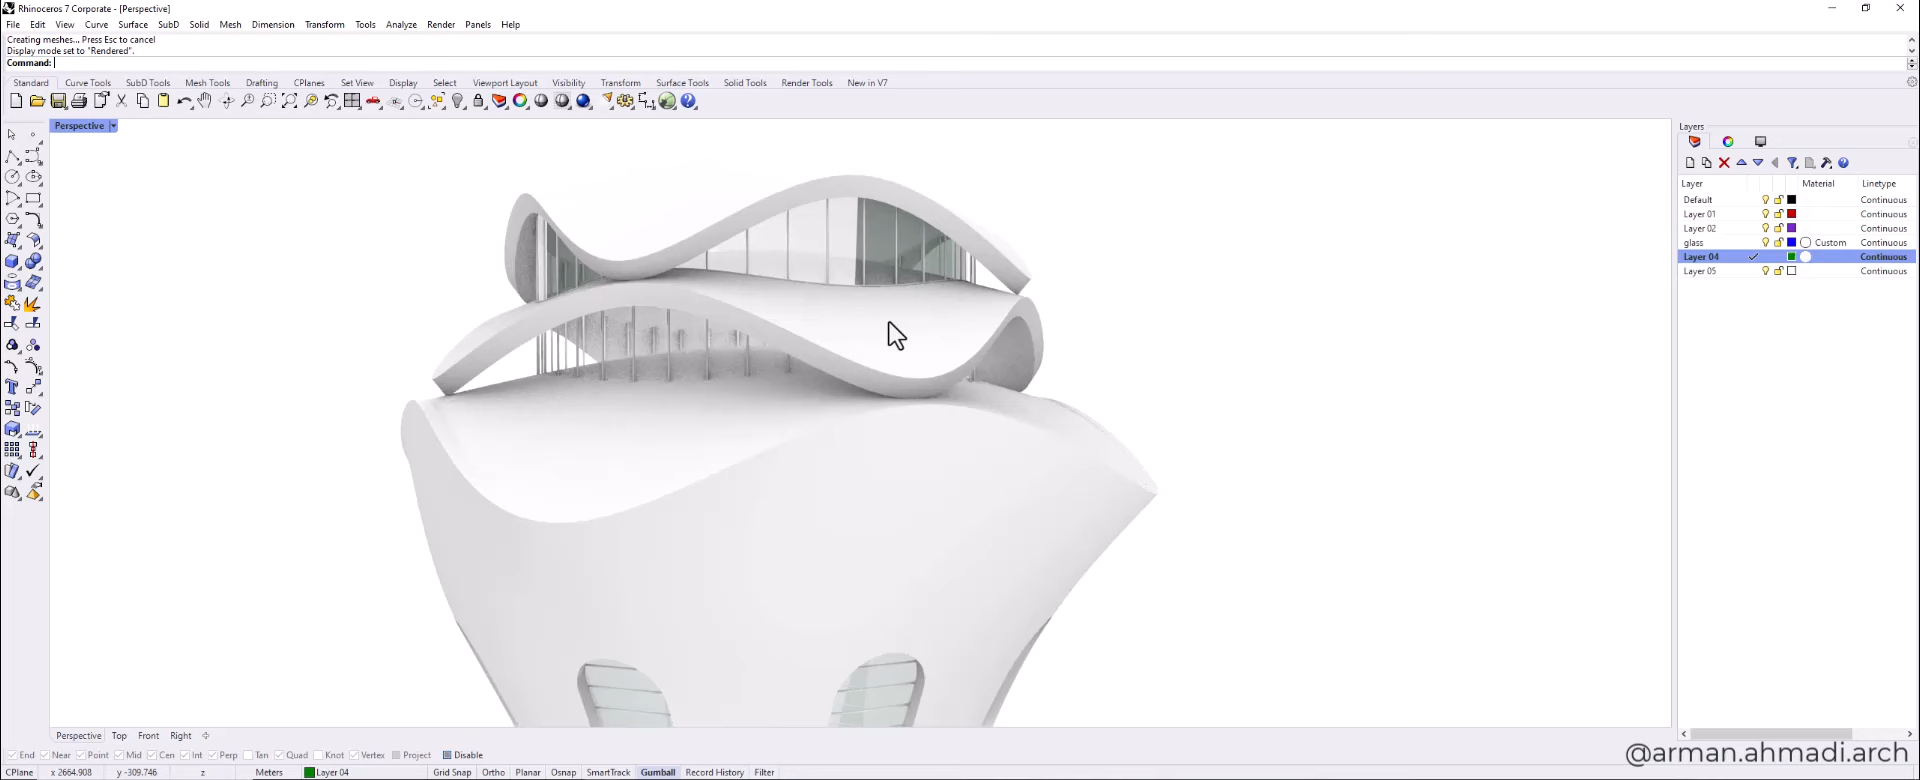 Rhinoceros 7 Corporate - [Perspective]
File Edit View Curve Surface SubD Solid Mesh Dimension Transform Tools Analyze Render Panels Help
Creating meshes... Press Esc to cancel
Display mode set to "Rendered".
Command:
Standard Curve Tools SubD Tools Mesh Tools Drafting CPlanes Set View Display Select Viewport Layout Visibility Transform Surface Tools Solid Tools Render Tools New in V7
Perspective
Layers
Layer Material Linetype
Default Continuous
Layer 01 Continuous
Layer 02 Continuous
glass Custom Continuous
Layer 04 Continuous
Layer 05 Continuous
Perspective Top Front Right
End Near Point Mid Cen Int Perp Tan Quad Knot Vertex Project Disable
@arman.ahmadi.arch
CPlane x 2664.908 y -309.746 z Meters Layer 04 Grid Snap Ortho Planar Osnap SmartTrack Gumball Record History Filter